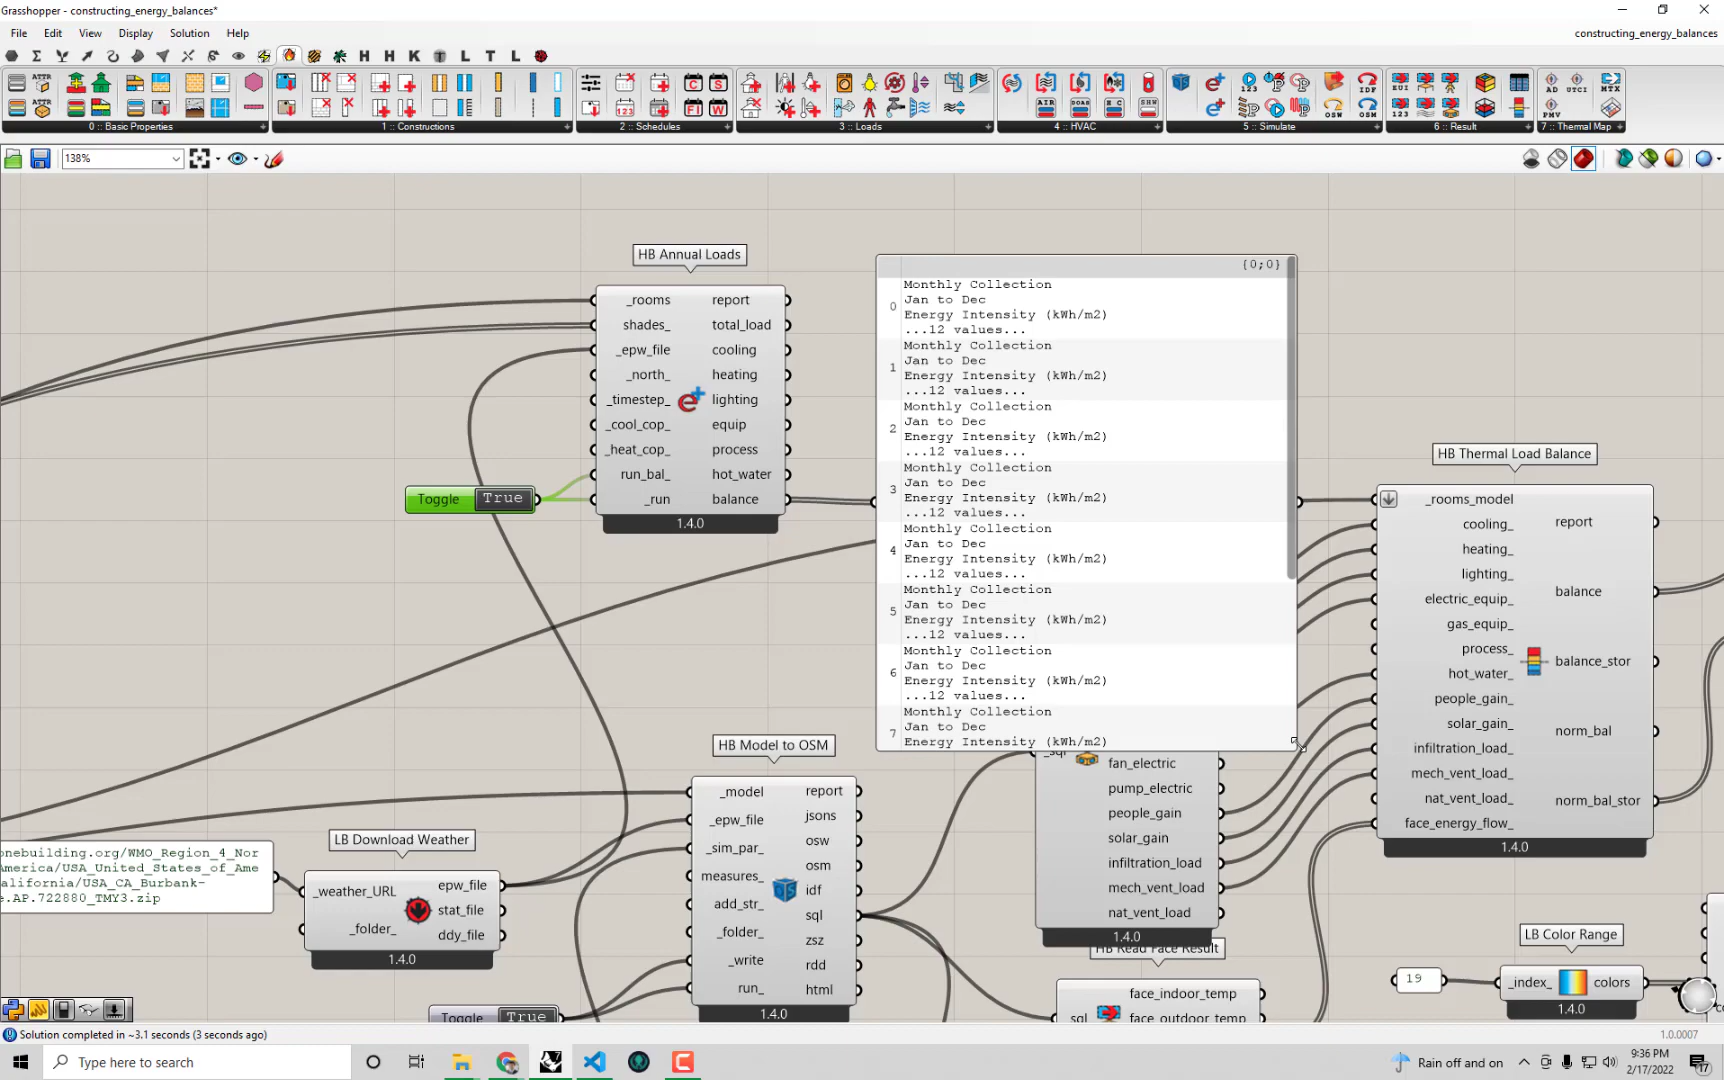 Grasshopper - constructing_energy_balances*
File Edit View Display Solution Help
constructing_energy_balances
0 :: Basic Properties
1 :: Constructions
2 :: Schedules
3 :: Loads
4 :: HVAC
5 :: Simulate
6 :: Result
7 :: Thermal Map
138%
HB Annual Loads
_rooms
shades_
_epw_file
_north_
_timestep_
_cool_cop_
_heat_cop_
run_bal_
_run
report
total_load
cooling
heating
lighting
equip
process
hot_water
balance
1.4.0
Toggle True
{0;0}
0
Monthly Collection
Jan to Dec
Energy Intensity (kWh/m2)
...12 values...
1
Monthly Collection
Jan to Dec
Energy Intensity (kWh/m2)
...12 values...
2
Monthly Collection
Jan to Dec
Energy Intensity (kWh/m2)
...12 values...
3
Monthly Collection
Jan to Dec
Energy Intensity (kWh/m2)
...12 values...
4
Monthly Collection
Jan to Dec
Energy Intensity (kWh/m2)
...12 values...
5
Monthly Collection
Jan to Dec
Energy Intensity (kWh/m2)
...12 values...
6
Monthly Collection
Jan to Dec
Energy Intensity (kWh/m2)
...12 values...
7
Monthly Collection
Jan to Dec
Energy Intensity (kWh/m2)
HB Thermal Load Balance
_rooms_model
cooling_
heating_
lighting_
electric_equip_
gas_equip_
process_
hot_water_
people_gain_
solar_gain_
infiltration_load_
mech_vent_load_
nat_vent_load_
face_energy_flow_
report
balance
balance_stor
norm_bal
norm_bal_stor
1.4.0
HB Model to OSM
_model
_epw_file
_sim_par_
measures_
add_str_
_folder_
_write
run_
report
jsons
osw
osm
idf
sql
zsz
rdd
html
1.4.0
fan_electric
pump_electric
people_gain
solar_gain
infiltration_load
mech_vent_load
nat_vent_load
1.4.0
HB Read Face Result
face_indoor_temp
face_outdoor_temp
LB Download Weather
_weather_URL
_folder_
epw_file
stat_file
ddy_file
1.4.0
onebuilding.org/WMO_Region_4_Nor
America/USA_United_States_of_Ame
alifornia/USA_CA_Burbank-
e.AP.722880_TMY3.zip
Toggle True
LB Color Range
19
_index_ colors
1.4.0
Solution completed in ~3.1 seconds (3 seconds ago)
1.0.0007
Type here to search
Rain off and on
9:36 PM
2/17/2022
17